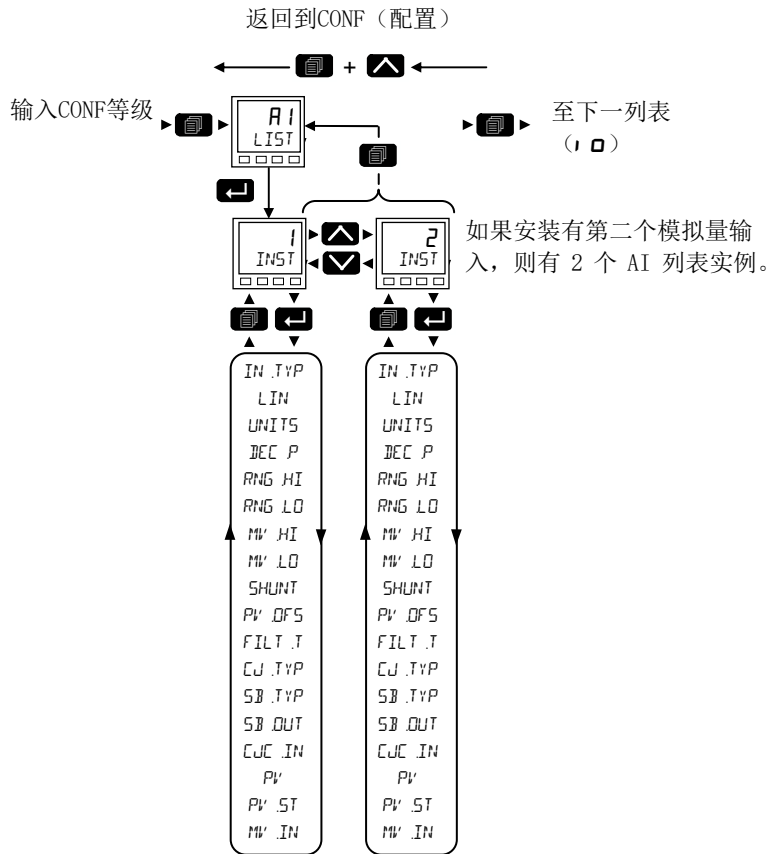 返回到CONF（配置）
+
输入CONF等级
AI
LIST
至下一列表
（IO）
1
INST
2
INST
如果安装有第二个模拟量输
入，则有 2 个 AI 列表实例。
IN.TYP
LIN
UNITS
DEC P
RNG.HI
RNG.LO
MV.HI
MV.LO
SHUNT
PV.OFS
FILT.T
CJ.TYP
SB.TYP
SB.OUT
CJC.IN
PV
PV.ST
MV.IN
IN.TYP
LIN
UNITS
DEC P
RNG.HI
RNG.LO
MV.HI
MV.LO
SHUNT
PV.OFS
FILT.T
CJ.TYP
SB.TYP
SB.OUT
CJC.IN
PV
PV.ST
MV.IN